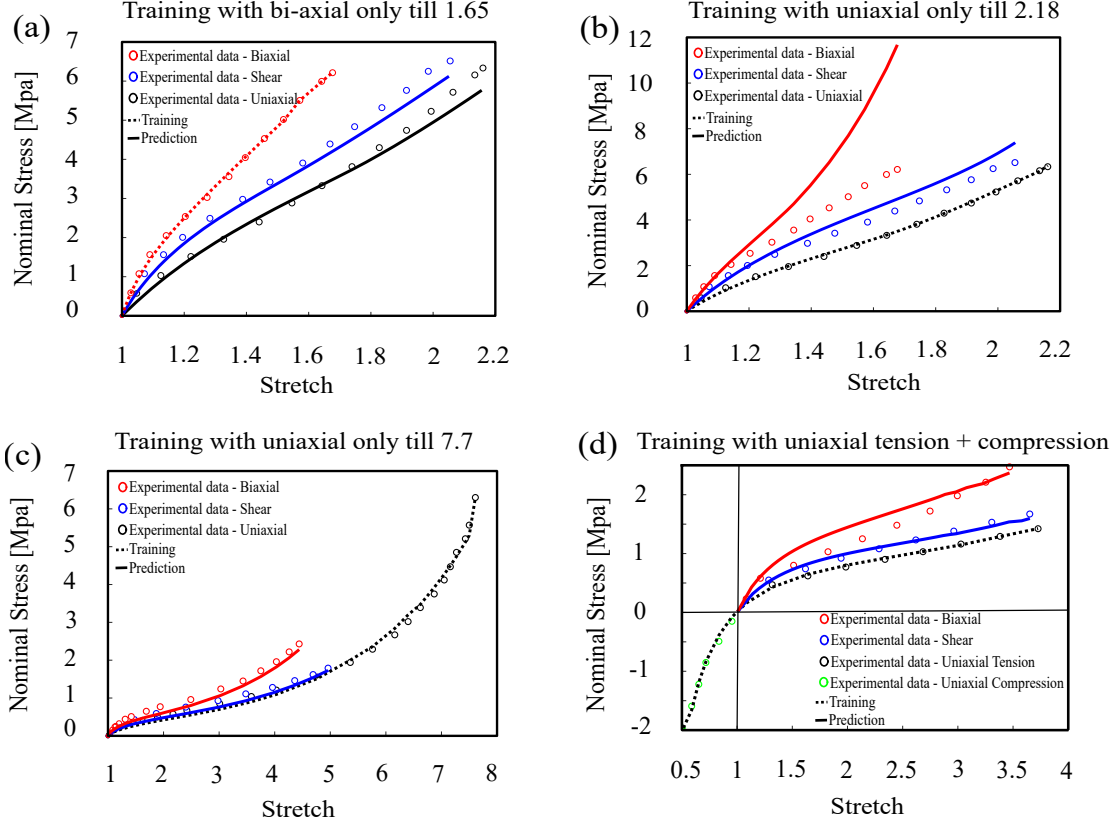 (a)
Training with bi-axial only till 1.65
7
6
5
4
3
2
1
0
Nominal Stress [Mpa]
Experimental data - Biaxial
Experimental data - Shear
Experimental data - Uniaxial
Training
Prediction
1
1.2
1.4
1.6
1.8
2
2.2
Stretch
(b)
Training with uniaxial only till 2.18
12
10
8
6
4
2
0
Nominal Stress [Mpa]
Experimental data - Biaxial
Experimental data - Shear
Experimental data - Uniaxial
Training
Prediction
1
1.2
1.4
1.6
1.8
2
2.2
Stretch
(c)
Training with uniaxial only till 7.7
7
6
5
4
3
2
1
0
Nominal Stress [Mpa]
Experimental data - Biaxial
Experimental data - Shear
Experimental data - Uniaxial
Training
Prediction
1
2
3
4
5
6
7
8
Stretch
(d)
Training with uniaxial tension + compression
2
1
0
-1
-2
Nominal Stress [Mpa]
Experimental data - Biaxial
Experimental data - Shear
Experimental data - Uniaxial Tension
Experimental data - Uniaxial Compression
Training
Prediction
0.5
1
1.5
2
2.5
3
3.5
4
Stretch